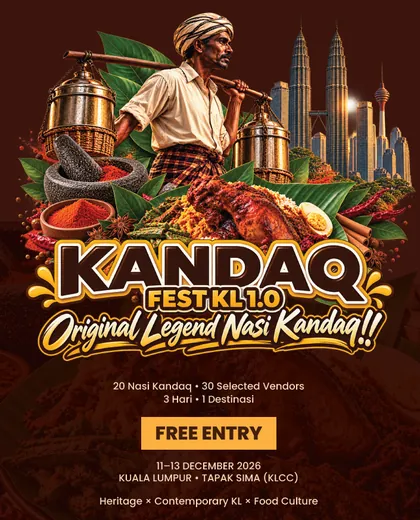 KANDAQ
FEST KL 1.0
Original Legend Nasi Kandaq!!
20 Nasi Kandaq • 30 Selected Vendors
3 Hari • 1 Destinasi
FREE ENTRY
11–13 DECEMBER 2026
KUALA LUMPUR • TAPAK SIMA (KLCC)
Heritage × Contemporary KL × Food Culture